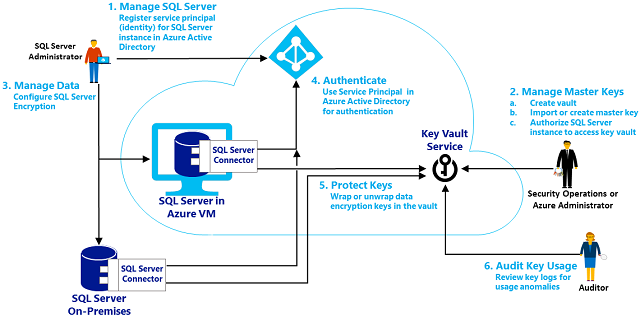 1. Manage SQL Server
Register service principal
(identity) for SQL Server
instance in Azure Active
Directory
SQL Server
Administrator
3. Manage Data
Configure SQL Server
Encryption
4. Authenticate
Use Service Principal in
Azure Active Directory
for authentication
2. Manage Master Keys
a. Create vault
b. Import or create master key
c. Authorize SQL Server
instance to access key vault
Key Vault
Service
SQL Server
Connector
SQL Server in
Azure VM
5. Protect Keys
Wrap or unwrap data
encryption keys in the vault
Security Operations or
Azure Administrator
SQL Server
Connector
SQL Server
On-Premises
6. Audit Key Usage
Review key logs for
usage anomalies
Auditor